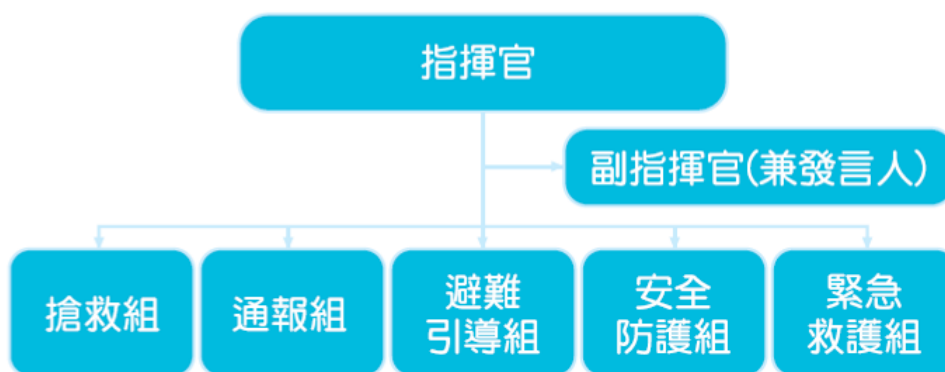 指揮官
副指揮官(兼發言人)
搶救組
通報組
避難
引導組
安全
防護組
緊急
救護組